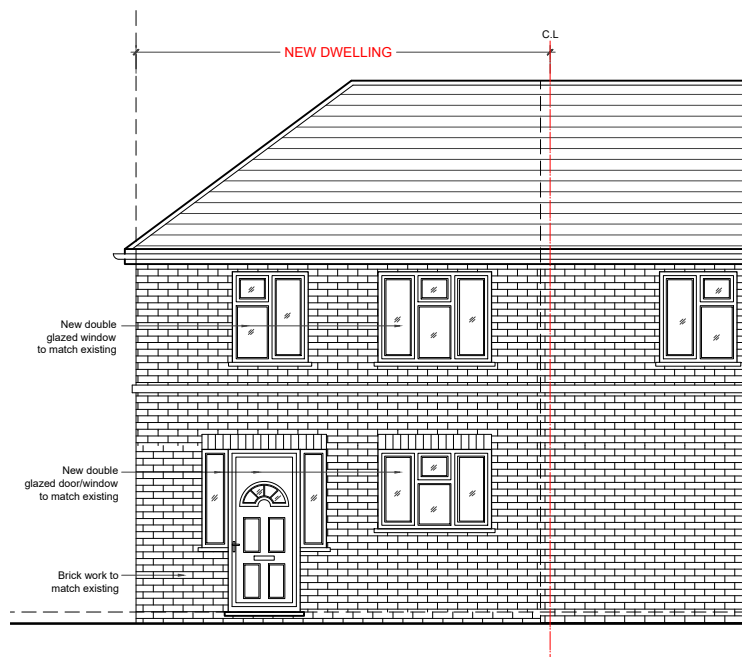 C.L
NEW DWELLING
New double
glazed window
to match existing
New double
glazed door/window
to match existing
Brick work to
match existing